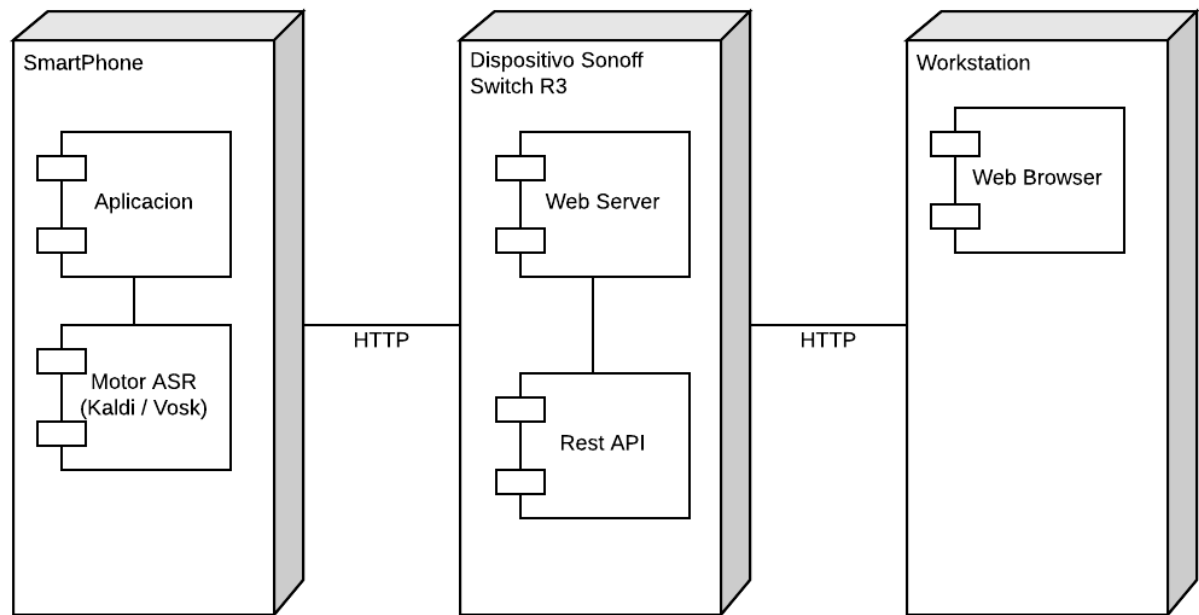 SmartPhone
Aplicacion
Motor ASR
(Kaldi / Vosk)
HTTP
Dispositivo Sonoff
Switch R3
Web Server
Rest API
HTTP
Workstation
Web Browser